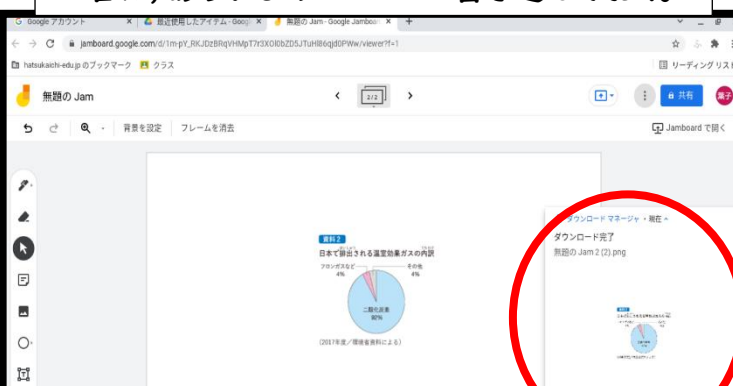 Google アカウント
最近使用したアイテム - Googl
無題の Jam - Google Jamboard
jamboard.google.com/d/1m-pY_RKJDzBRqVHMpT7r3XOI0bZD5JTuHl86qjd0PWw/viewer?f=1
hatsukaichi-edu.jp のブックマーク クラス
リーディング リスト
無題の Jam
2/2
共有
葉子
背景を設定 フレームを消去
Jamboard で開く
ダウンロード マネージャ・現在
ダウンロード完了
無題の Jam 2 (2).png
資料2
日本で排出される温室効果ガスの内訳
フロンガスなど 4%
その他 4%
二酸化炭素 92%
(2017年度／環境省資料による)